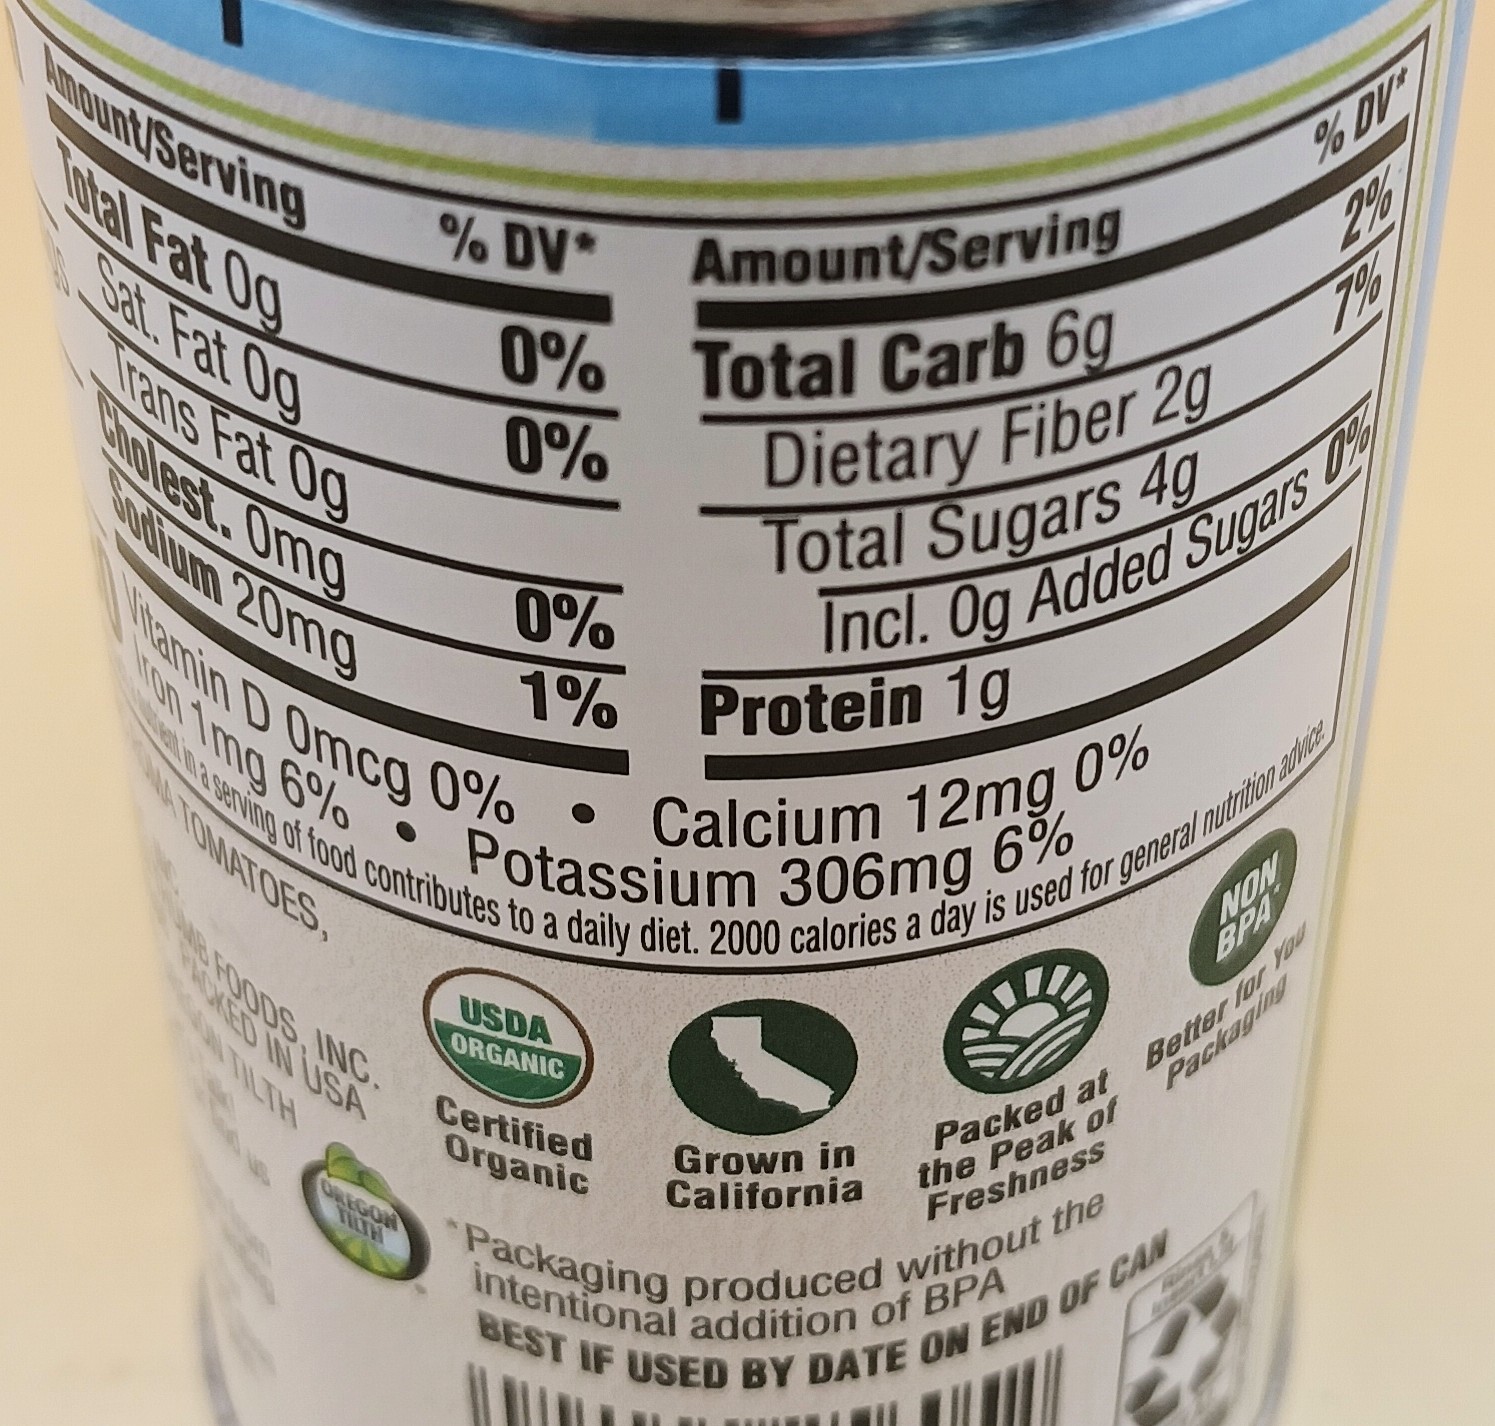 Amount/Serving % DV*
Total Fat 0g 0%
Sat. Fat 0g 0%
Trans Fat 0g
Cholest. 0mg 0%
Sodium 20mg 1%
Amount/Serving % DV*
Total Carb 6g 2%
Dietary Fiber 2g 7%
Total Sugars 4g
Incl. 0g Added Sugars 0%
Protein 1g
Vitamin D 0mcg 0% • Calcium 12mg 0%
Iron 1mg 6% • Potassium 306mg 6%
in a serving of food contributes to a daily diet. 2000 calories a day is used for general nutrition advice.
TOMATOES,
FOODS, INC.
PACKED IN USA
TILTH
OREGON
TILTH
USDA
ORGANIC
Certified
Organic
Grown in
California
Packed at
the Peak of
Freshness
NON
BPA*
Better for You
Packaging
*Packaging produced without the
intentional addition of BPA
BEST IF USED BY DATE ON END OF CAN